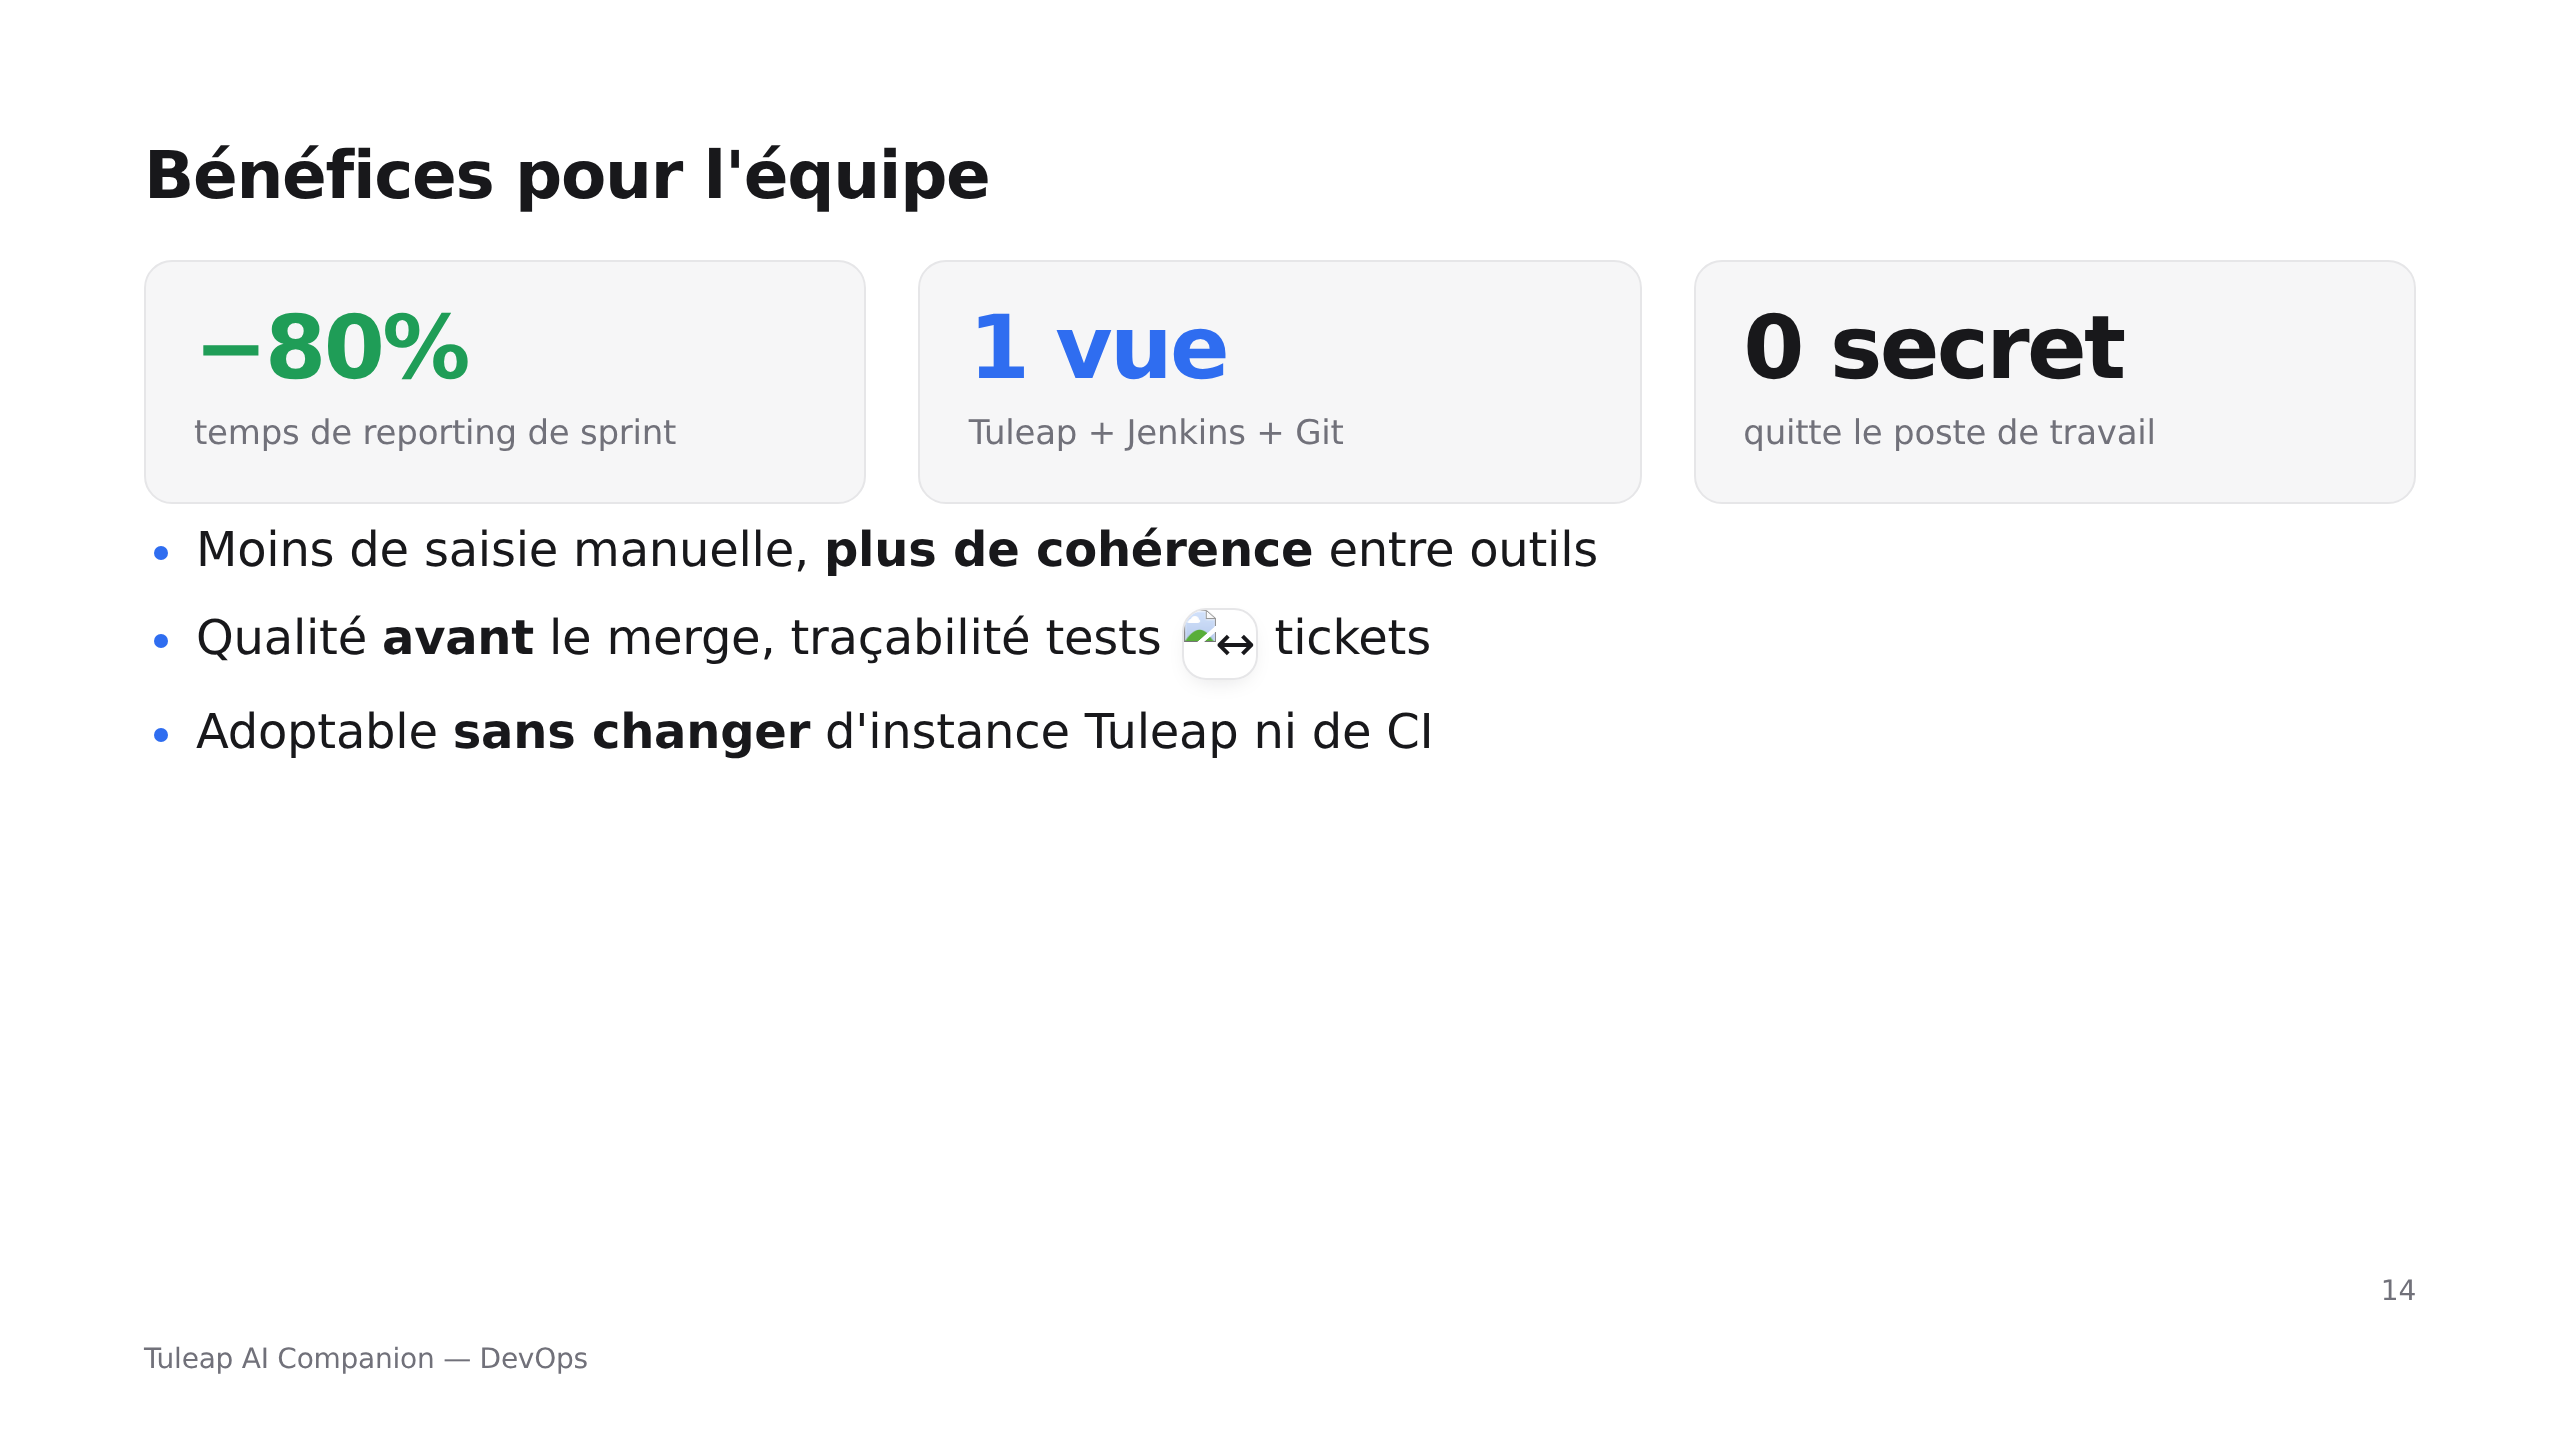 Bénéfices pour l'équipe
−80%
temps de reporting de sprint
1 vue
Tuleap + Jenkins + Git
0 secret
quitte le poste de travail
• Moins de saisie manuelle, plus de cohérence entre outils
• Qualité avant le merge, traçabilité tests ↔ tickets
• Adoptable sans changer d'instance Tuleap ni de CI
14
Tuleap AI Companion — DevOps